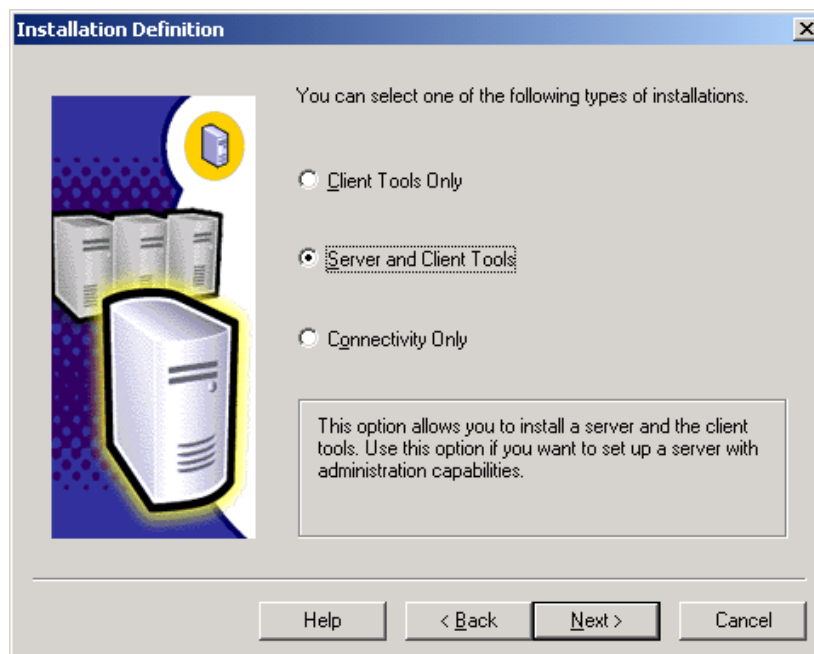 Installation Definition
You can select one of the following types of installations.
Client Tools Only
Server and Client Tools
Connectivity Only
This option allows you to install a server and the client
tools. Use this option if you want to set up a server with
administration capabilities.
Help
< Back
Next >
Cancel